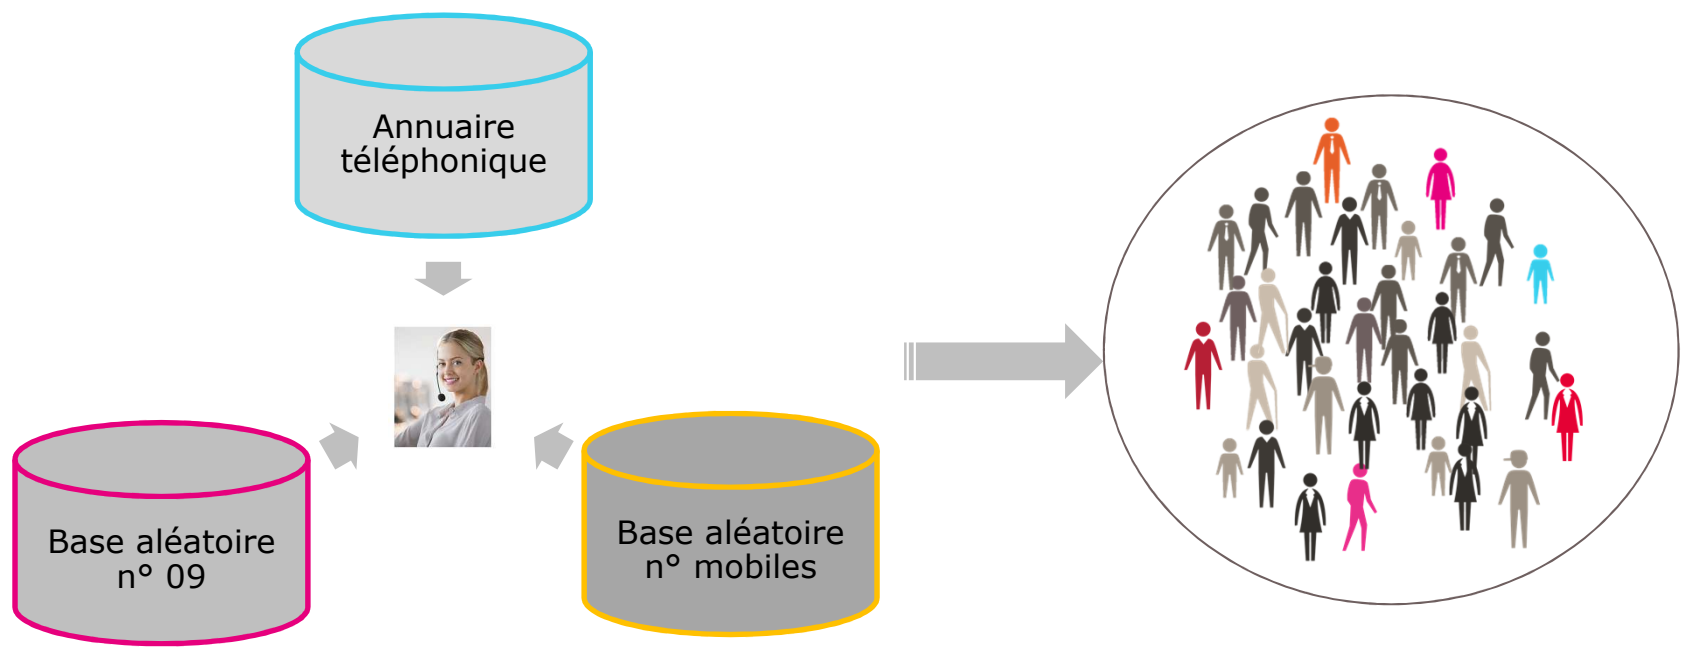 Annuaire
téléphonique
Base aléatoire
n° 09
Base aléatoire
n° mobiles